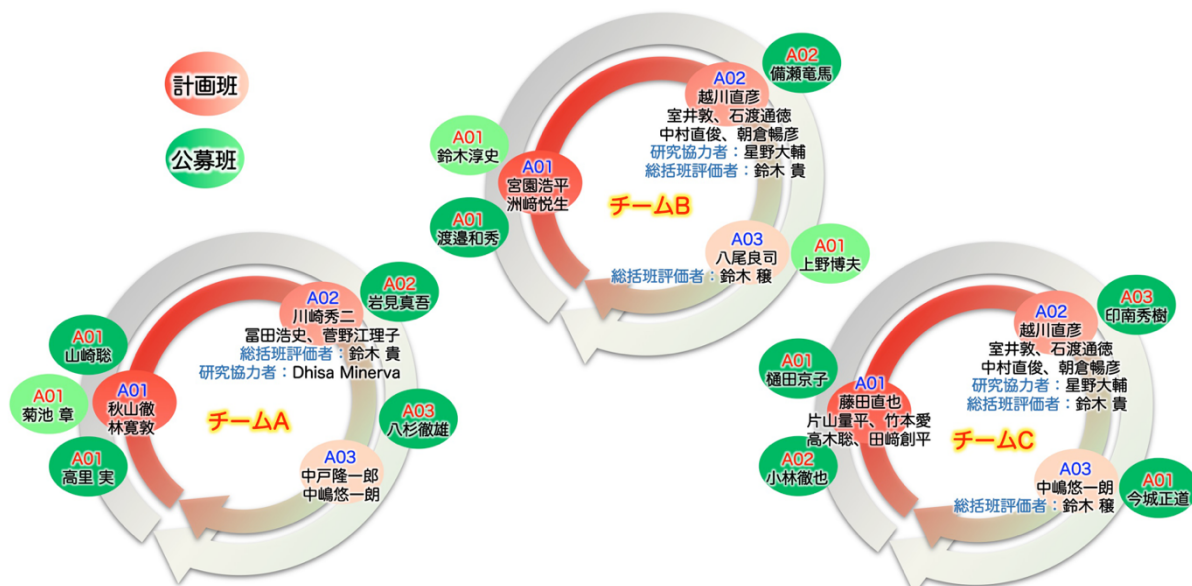 計画班
公募班
A02
備瀬竜馬
A02
越川直彦
室井敦、石渡通徳
中村直俊、朝倉暢彦
研究協力者:星野大輔
総括班評価者:鈴木 貴
A01
鈴木淳史
A01
宮園浩平
洲﨑悦生
チームB
A01
渡邉和秀
A03
八尾良司
総括班評価者:鈴木 穣
A01
上野博夫
A02
岩見真吾
A02
川崎秀二
冨田浩史、菅野江理子
総括班評価者:鈴木 貴
研究協力者:Dhisa Minerva
A01
山崎聡
A01
菊池 章
A01
秋山徹
林寛敦
チームA
A03
八杉徹雄
A01
高里 実
A03
中戸隆一郎
中嶋悠一朗
A03
印南秀樹
A02
越川直彦
室井敦、石渡通徳
中村直俊、朝倉暢彦
研究協力者:星野大輔
総括班評価者:鈴木 貴
A01
樋田京子
A01
藤田直也
片山量平、竹本愛
高木聡、田﨑創平
チームC
A02
小林徹也
A03
中嶋悠一朗
総括班評価者:鈴木 穣
A01
今城正道